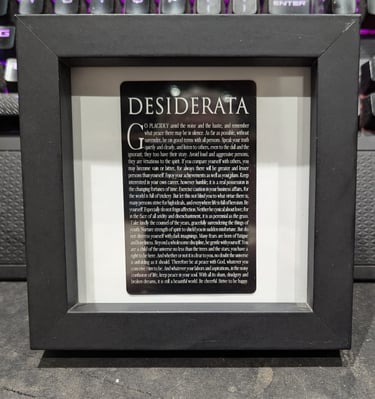 ENTER
DESIDERATA
GO PLACIDLY amid the noise and the haste, and remember
what peace there may be in silence. As far as possible, without
surrender, be on good terms with all persons. Speak your truth
quietly and clearly; and listen to others, even to the dull and the
ignorant; they too have their story. Avoid loud and aggressive persons,
they are vexatious to the spirit. If you compare yourself with others, you
may become vain or bitter, for always there will be greater and lesser
persons than yourself. Enjoy your achievements as well as your plans. Keep
interested in your own career, however humble; it is a real possession in
the changing fortunes of time. Exercise caution in your business affairs, for
the world is full of trickery. But let this not blind you to what virtue there is;
many persons strive for high ideals, and everywhere life is full of heroism. Be
yourself. Especially do not feign affection. Neither be cynical about love; for
in the face of all aridity and disenchantment, it is as perennial as the grass.
Take kindly the counsel of the years, gracefully surrendering the things of
youth. Nurture strength of spirit to shield you in sudden misfortune. But do
not distress yourself with dark imaginings. Many fears are born of fatigue
and loneliness. Beyond a wholesome discipline, be gentle with yourself. You
are a child of the universe no less than the trees and the stars; you have a
right to be here. And whether or not it is clear to you, no doubt the universe
is unfolding as it should. Therefore be at peace with God, whatever you
conceive Him to be. And whatever your labors and aspirations, in the noisy
confusion of life, keep peace in your soul. With all its sham, drudgery and
broken dreams, it is still a beautiful world. Be cheerful. Strive to be happy.